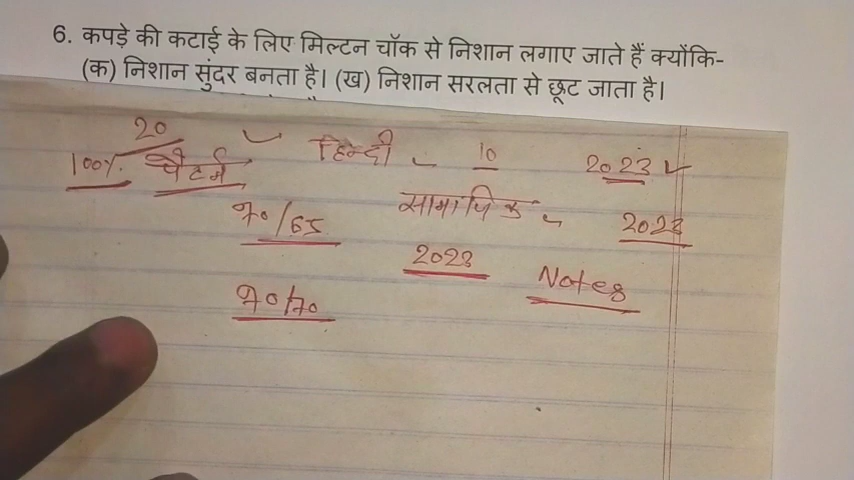 6. कपड़े की कटाई के लिए मिल्टन चॉक से निशान लगाए जाते हैं क्योंकि-
(क) निशान सुंदर बनता है। (ख) निशान सरलता से छूट जाता है।
20
100% पैटर्न हिन्दी 10 2023
70/65 सामाजिक 2023
2023 Notes
70/70